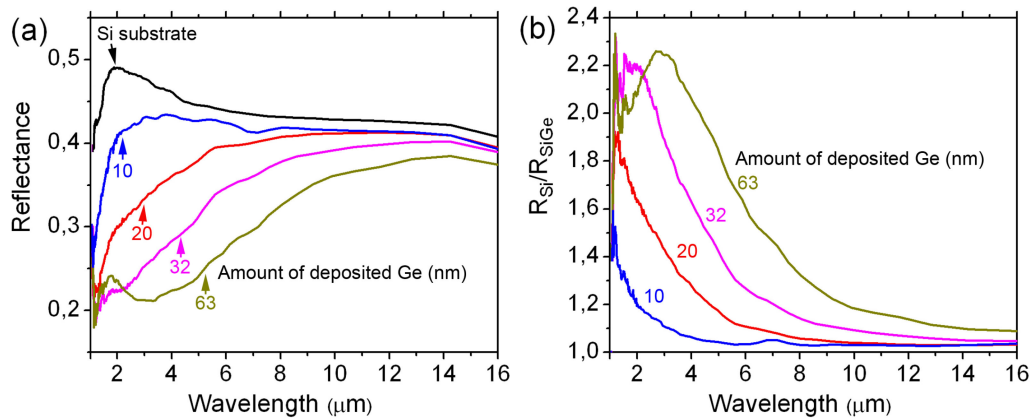 (a)
Si substrate
0,5
0,4
0,3
0,2
Reflectance
10
20
32
63
Amount of deposited Ge (nm)
2 4 6 8 10 12 14 16
Wavelength (μm)
(b)
2,4
2,2
2,0
1,8
1,6
1,4
1,2
1,0
R_Si/R_SiGe
Amount of deposited Ge (nm)
63
32
20
10
2 4 6 8 10 12 14 16
Wavelength (μm)